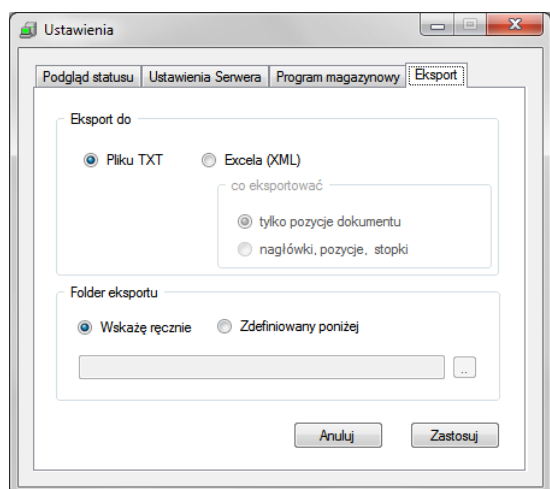 Ustawienia
Podgląd statusu Ustawienia Serwera Program magazynowy Eksport
Eksport do
Pliku TXT Excela (XML)
co eksportować
tylko pozycje dokumentu
nagłówki, pozycje, stopki
Folder eksportu
Wskażę ręcznie Zdefiniowany poniżej
..
Anuluj Zastosuj